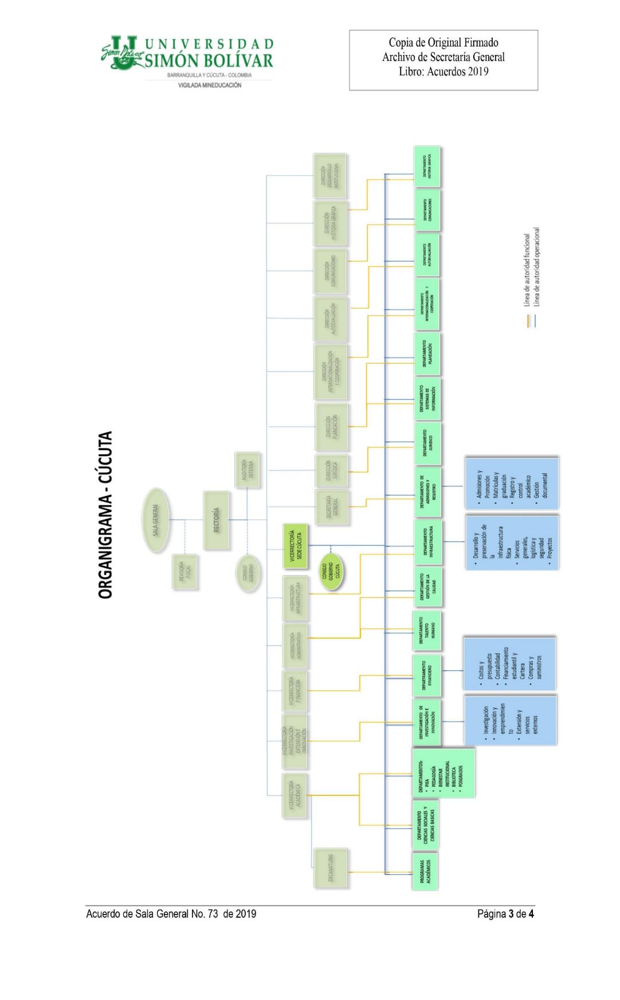 UNIVERSIDAD
SIMÓN BOLÍVAR
BARRANQUILLA Y CÚCUTA - COLOMBIA
VIGILADA MINEDUCACIÓN
Copia de Original Firmado
Archivo de Secretaría General
Libro: Acuerdos 2019
ORGANIGRAMA - CÚCUTA
SALA GENERAL
REVISORÍA
FISCAL
RECTORÍA
AUDITORÍA
INTERNA
CONSEJO
GOBIERNO
VICERRECTORÍA
ACADÉMICA
VICERRECTORÍA
INVESTIGACIÓN
EXTENSIÓN E
INNOVACIÓN
VICERRECTORÍA
FINANCIERA
VICERRECTORÍA
ADMINITRATIVA
VICERRECTORÍA
INFRAESTRUCTURA
VICERRECTORÍA
SEDE CÚCUTA
CONSEJO
GOBIERNO
CÚCUTA
DECANATURAS
SECRETARÍA
GENERAL
DIRECCIÓN
JURÍDICA
DIRECCIÓN
PLANEACIÓN
DIRECCIÓN
INTERNACIONALIZACIÓN
Y COOPERACIÓN
DIRECCIÓN
AUTOEVALUACIÓN
DIRECCIÓN
COMUNICACIONES
DIRECCIÓN
HISTORIA GRÁFICA
DIRECCIÓN
DESSARROLLO
INSTITUCIONAL
PROGRAMAS
ACADÉMICOS
DEPARTAMENTO
CIENCIAS SOCIALES Y
CIENCIAS BASICAS
DEPARTAMENTOS:
• PIEA
• PEDAGOGÍA
• BIENESTAR
INSTITUCIONAL
• BIBLIOTECA
• POSGRADOS
DEPARTAMENTO DE
INVESTIGACIÓN E
INNOVACIÓN
DEPARTRAMENTO
FINANCIERO
DEPARTAMENTO
TALENTO
HUMANO
DEPARTAMENTO
GESTIÓN DE LA
CALIDAD
DEPARTAMENTO
INFRAESTRUCTURA
DEPARTAMENTO DE
ADMISIONES Y
REGISTRO
DEPARTAMENTO
JURIDICO
DEPARTAMENTO
SISTEMAS DE
INFORMACIÓN
DEPARTAMENTO
PLANEACIÓN
DEPARTAMENTO
INTERNACIONALIZACIÓN Y
COOPERACIÓN
DEPARTAMENTO
AUTOEVALUACIÓN
DEPARTAMENTO
COMUNICACIONES
DEPARTAMENTO
HISTORIA GRAFICA
• Investigación
• Innovación y
emprendimien
to
• Extensión y
servicios
externos
• Costos y
presupuesto
• Contabilidad
• Financiamiento
estudiantil y
Cartera
• Compras y
suministros
• Desarrollo y
preservación de
la
infraestructura
física
• Servicios
generales,
logística y
seguridad
• Proyectos
• Admisiones y
Promoción
• Matrículas y
graduación
• Registro y
control
académico
• Gestión
documental
Línea de autoridad funcional
Línea de autoridad operacional
Acuerdo de Sala General No. 73 de 2019
Página 3 de 4